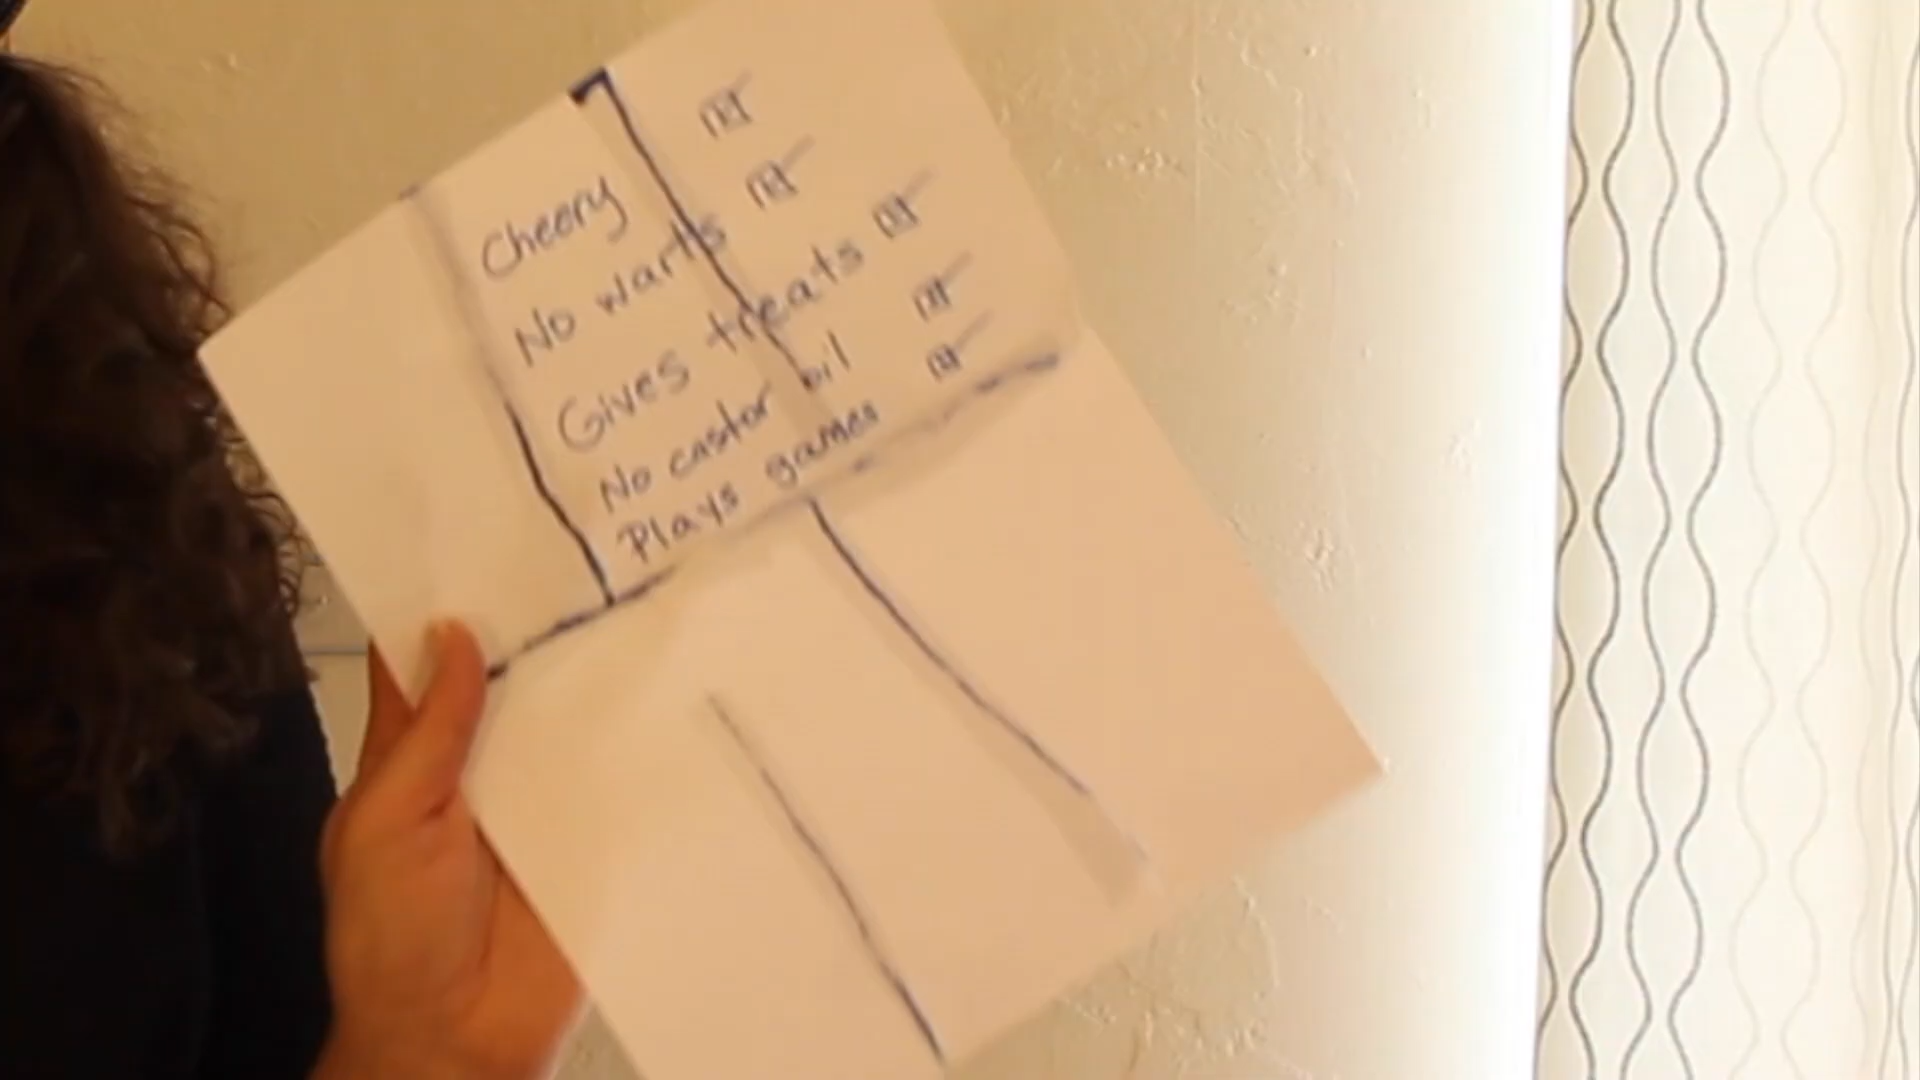 Cheery
No warts
Gives treats
No castor oil
Plays games